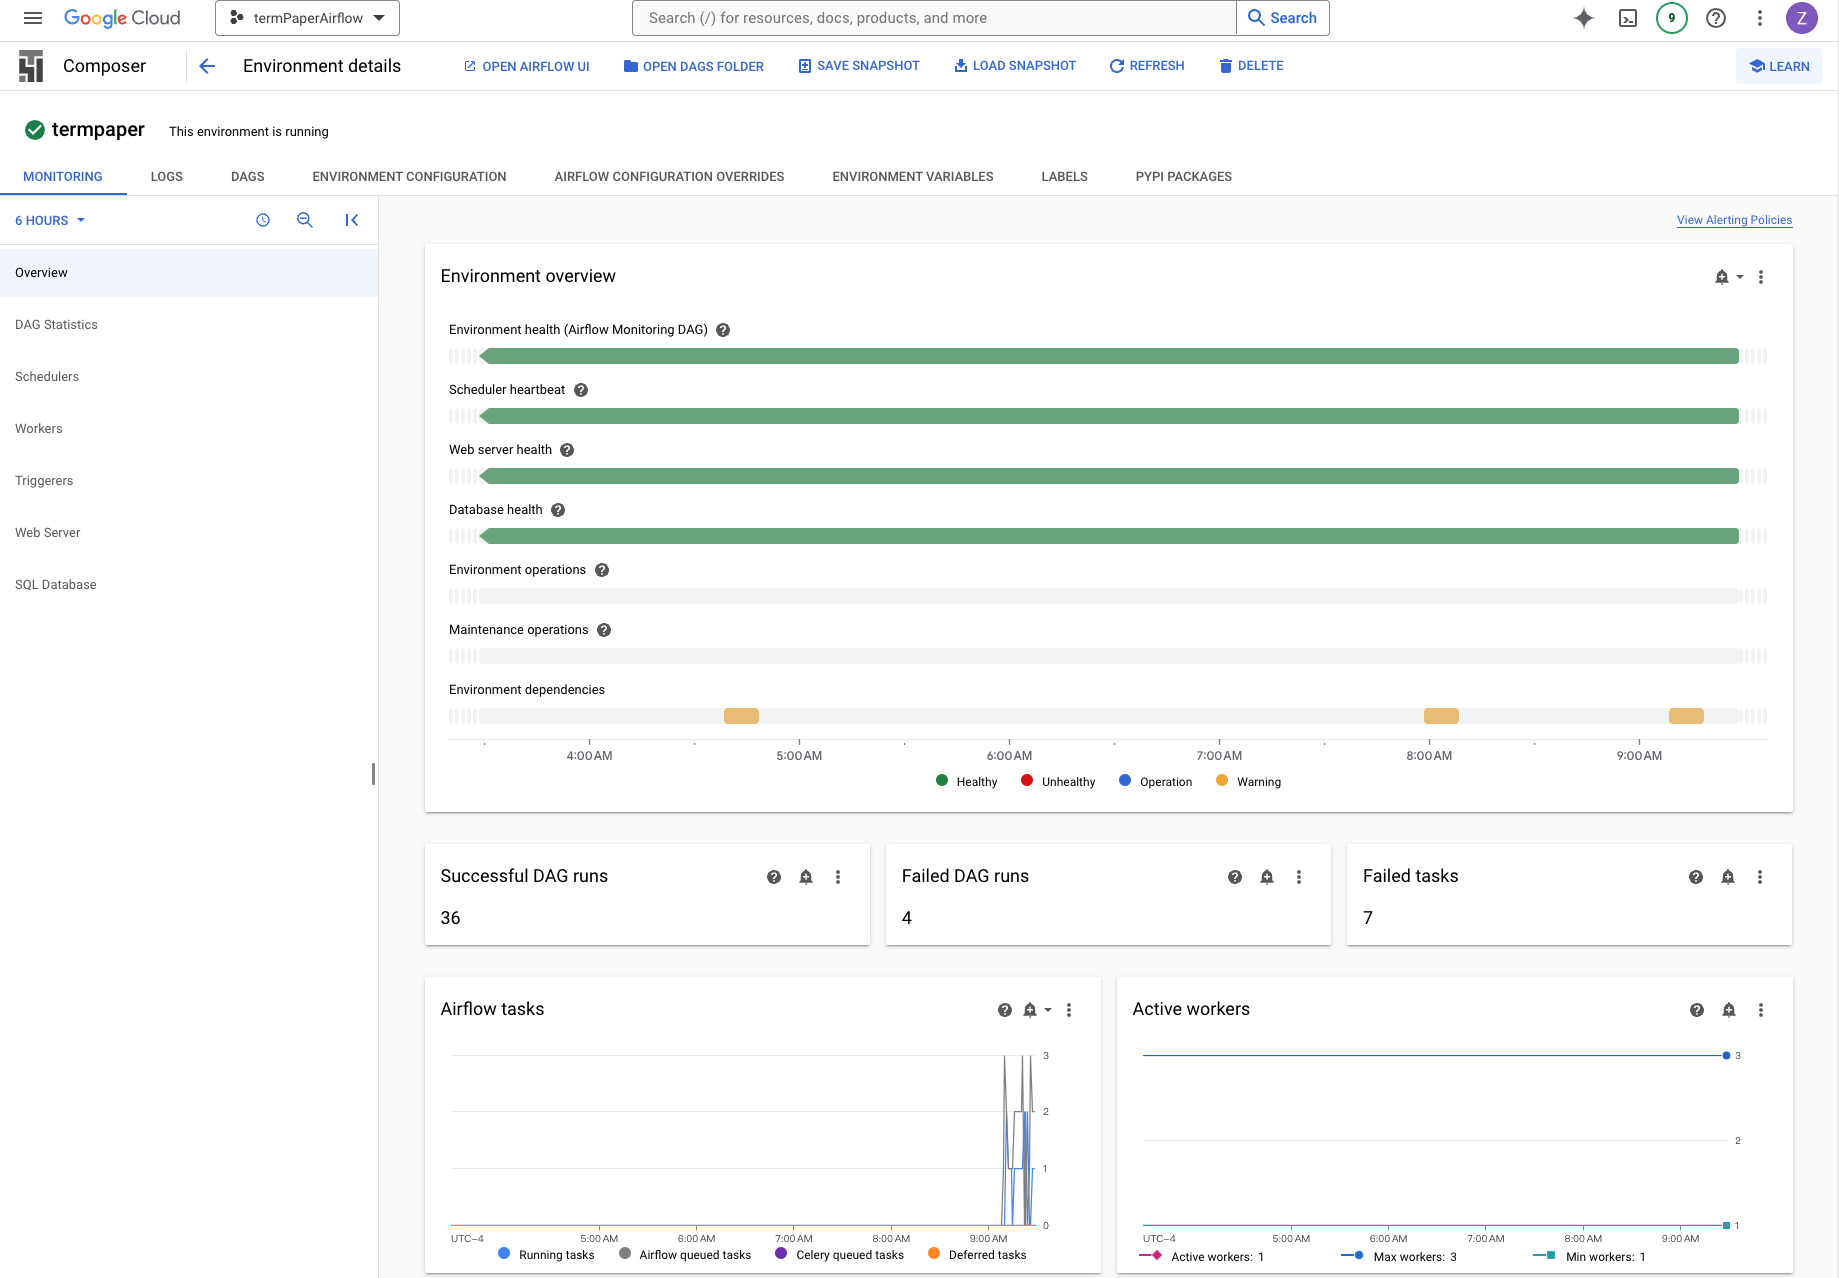 Google Cloud
termPaperAirflow
Search (/) for resources, docs, products, and more
Search
9
Z
Composer
Environment details
OPEN AIRFLOW UI
OPEN DAGS FOLDER
SAVE SNAPSHOT
LOAD SNAPSHOT
REFRESH
DELETE
LEARN
termpaper
This environment is running
MONITORING
LOGS
DAGS
ENVIRONMENT CONFIGURATION
AIRFLOW CONFIGURATION OVERRIDES
ENVIRONMENT VARIABLES
LABELS
PYPI PACKAGES
6 HOURS
Overview
DAG Statistics
Schedulers
Workers
Triggerers
Web Server
SQL Database
View Alerting Policies
Environment overview
Environment health (Airflow Monitoring DAG)
Scheduler heartbeat
Web server health
Database health
Environment operations
Maintenance operations
Environment dependencies
4:00 AM 5:00 AM 6:00 AM 7:00 AM 8:00 AM 9:00 AM
Healthy Unhealthy Operation Warning
Successful DAG runs
36
Failed DAG runs
4
Failed tasks
7
Airflow tasks
3
2
1
0
UTC-4 5:00 AM 6:00 AM 7:00 AM 8:00 AM 9:00 AM
Running tasks Airflow queued tasks Celery queued tasks Deferred tasks
Active workers
3
2
1
UTC-4 5:00 AM 6:00 AM 7:00 AM 8:00 AM 9:00 AM
Active workers: 1 Max workers: 3 Min workers: 1